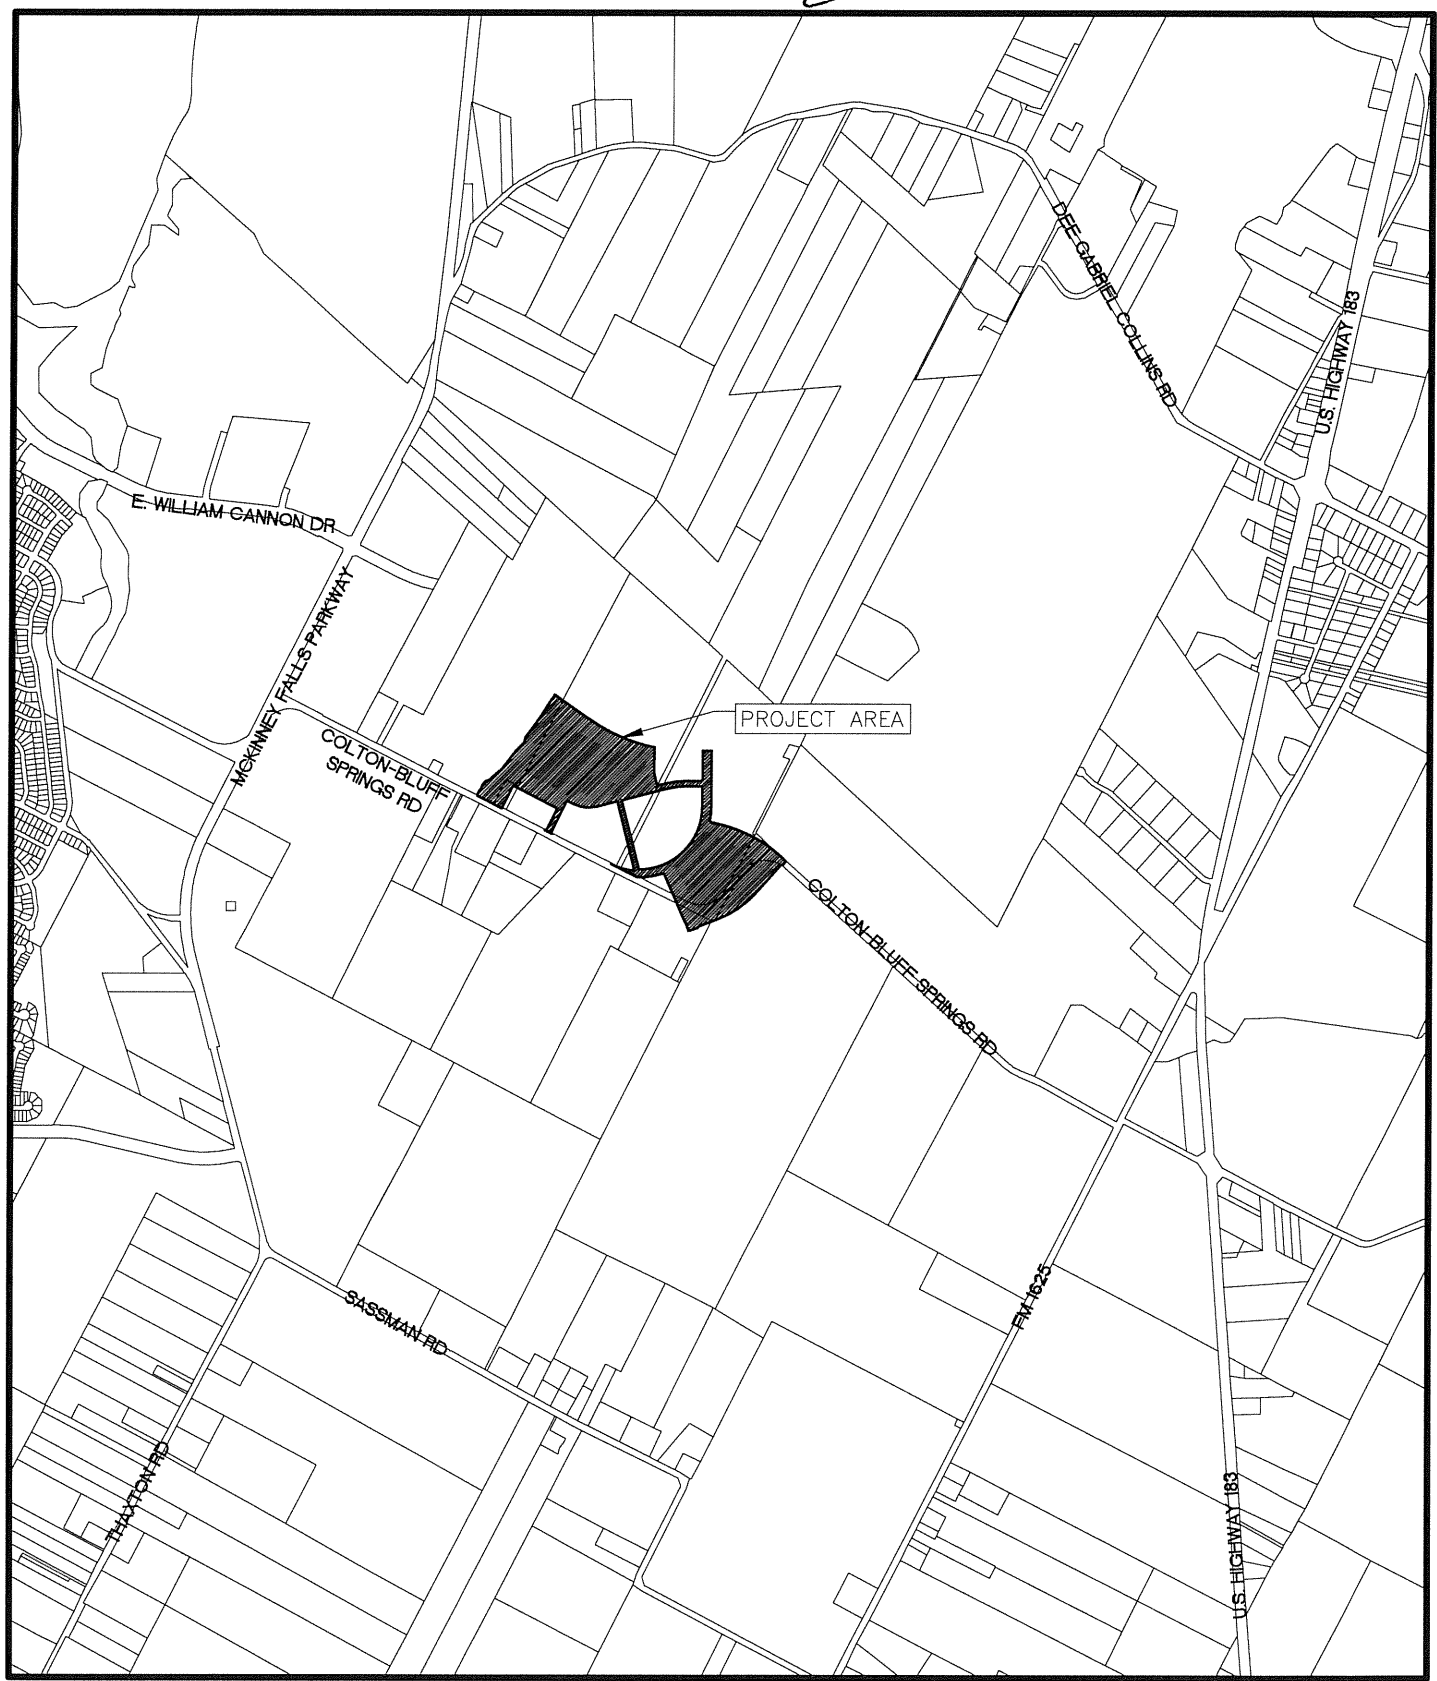 DEE GABRIEL COLLINS RD
U.S. HIGHWAY 183
E. WILLIAM CANNON DR
MCKINNEY FALLS PARKWAY
PROJECT AREA
COLTON-BLUFF
SPRINGS RD
COLTON-BLUFF SPRINGS RD
FM 1625
SASSMAN RD
THAXTON RD
U.S. HIGHWAY 183